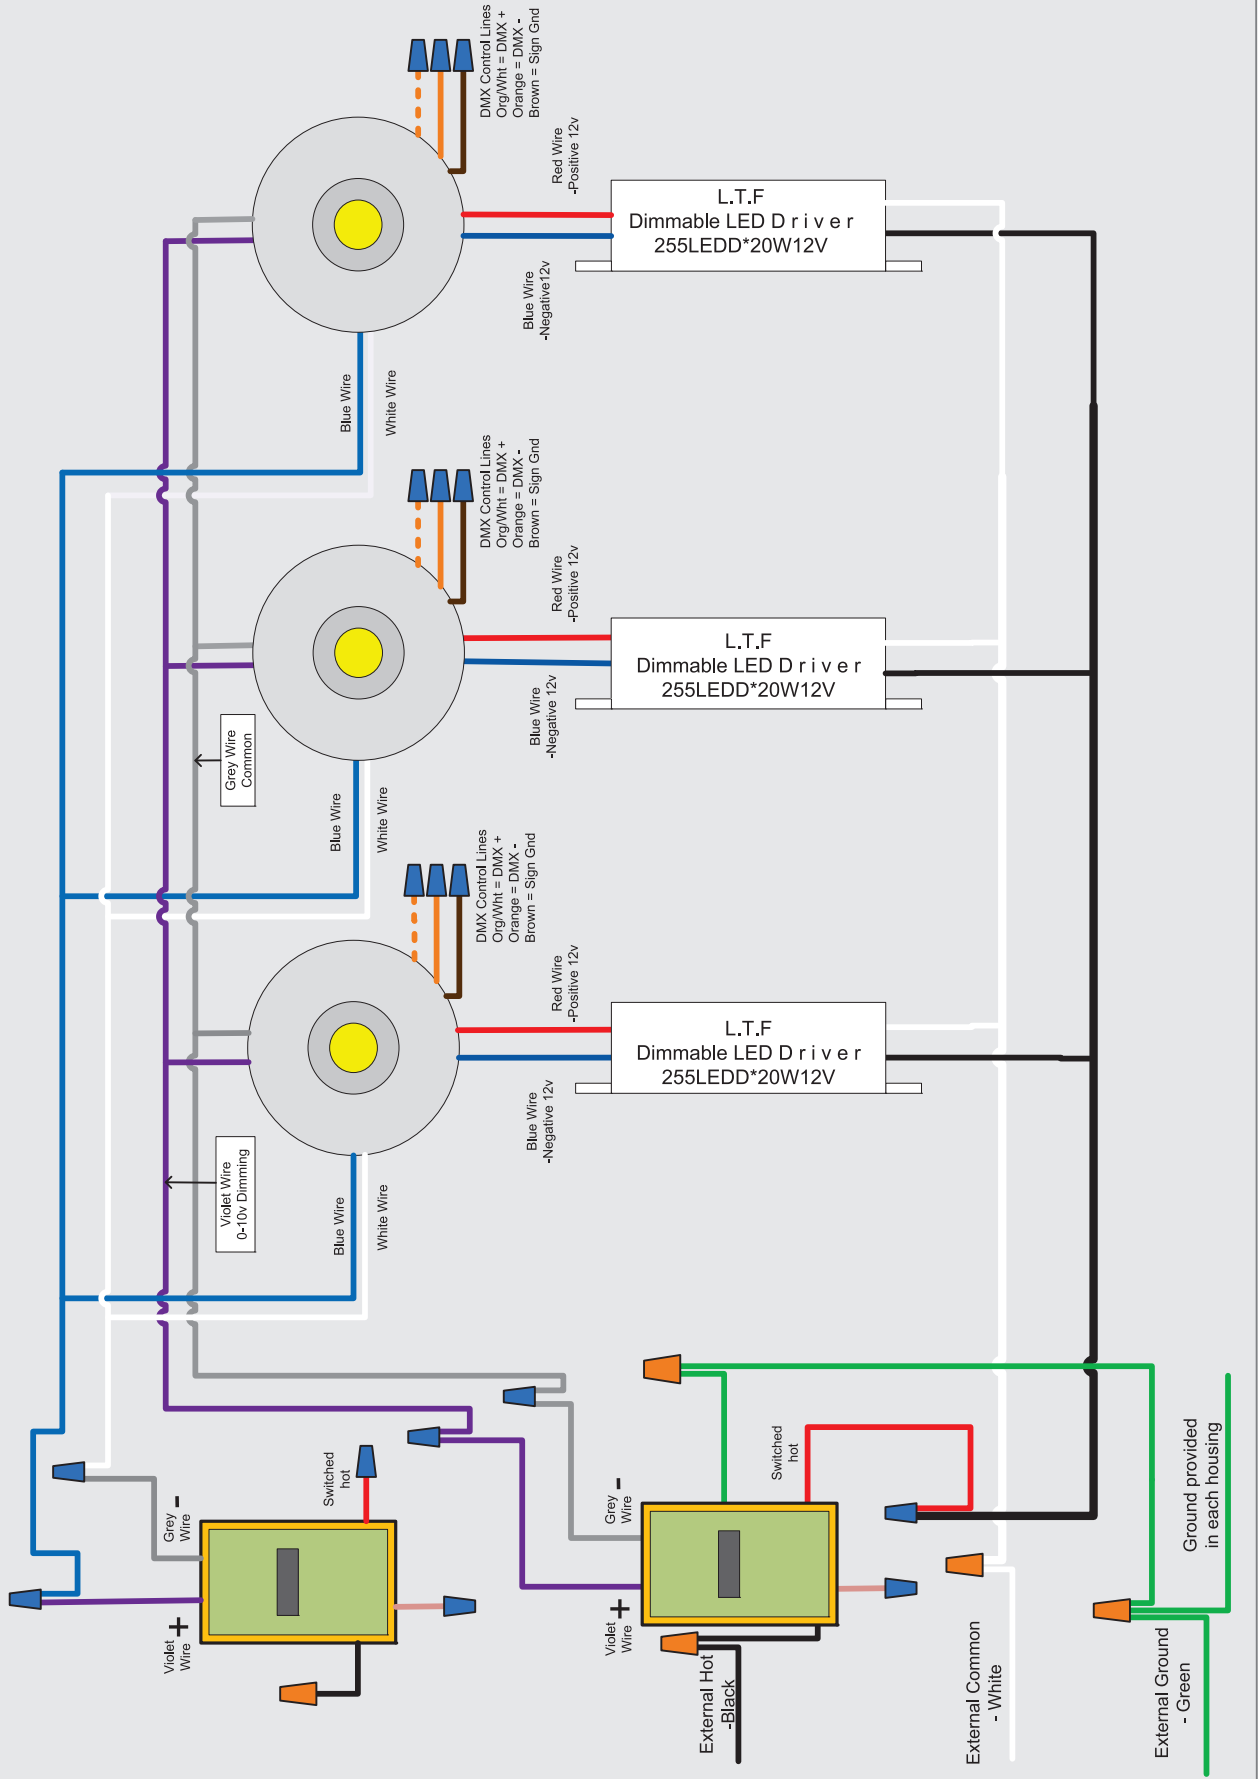 DMX Control Lines
Org/Wht = DMX +
Orange = DMX -
Brown = Sign Gnd
Red Wire
-Positive 12v
L.T.F
Dimmable LED D r i v e r
255LEDD*20W12V
Blue Wire
-Negative12v
Blue Wire
White Wire
DMX Control Lines
Org/Wht = DMX +
Orange = DMX -
Brown = Sign Gnd
Red Wire
-Positive 12v
L.T.F
Dimmable LED D r i v e r
255LEDD*20W12V
Blue Wire
-Negative 12v
Grey Wire
Common
Blue Wire
White Wire
DMX Control Lines
Org/Wht = DMX +
Orange = DMX -
Brown = Sign Gnd
Red Wire
-Positive 12v
L.T.F
Dimmable LED D r i v e r
255LEDD*20W12V
Blue Wire
-Negative 12v
Violet Wire
0-10v Dimming
Blue Wire
White Wire
Switched
hot
Grey
Wire
-
Violet
Wire
+
Switched
hot
Grey
Wire
-
Violet
Wire
+
External Hot
-Black
External Common
- White
External Ground
- Green
Ground provided
in each housing